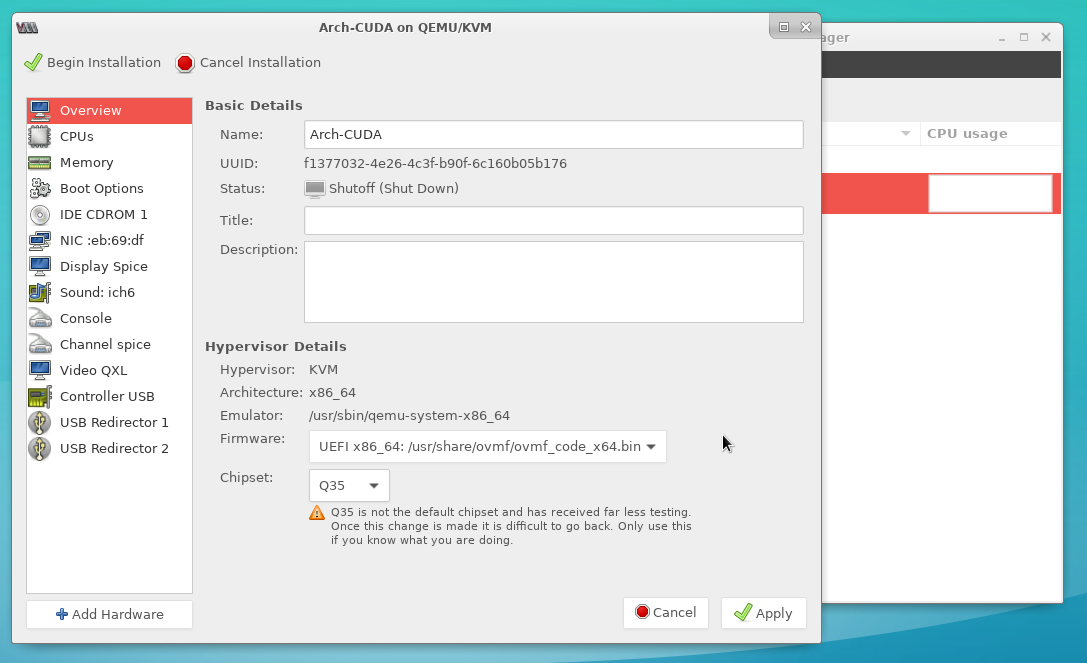 Arch-CUDA on QEMU/KVM
ager
Begin Installation
Cancel Installation
CPU usage
Overview
CPUs
Memory
Boot Options
IDE CDROM 1
NIC :eb:69:df
Display Spice
Sound: ich6
Console
Channel spice
Video QXL
Controller USB
USB Redirector 1
USB Redirector 2
Add Hardware
Basic Details
Name: Arch-CUDA
UUID: f1377032-4e26-4c3f-b90f-6c160b05b176
Status: Shutoff (Shut Down)
Title:
Description:
Hypervisor Details
Hypervisor: KVM
Architecture: x86_64
Emulator: /usr/sbin/qemu-system-x86_64
Firmware: UEFI x86_64: /usr/share/ovmf/ovmf_code_x64.bin
Chipset: Q35
Q35 is not the default chipset and has received far less testing.
Once this change is made it is difficult to go back. Only use this
if you know what you are doing.
Cancel
Apply